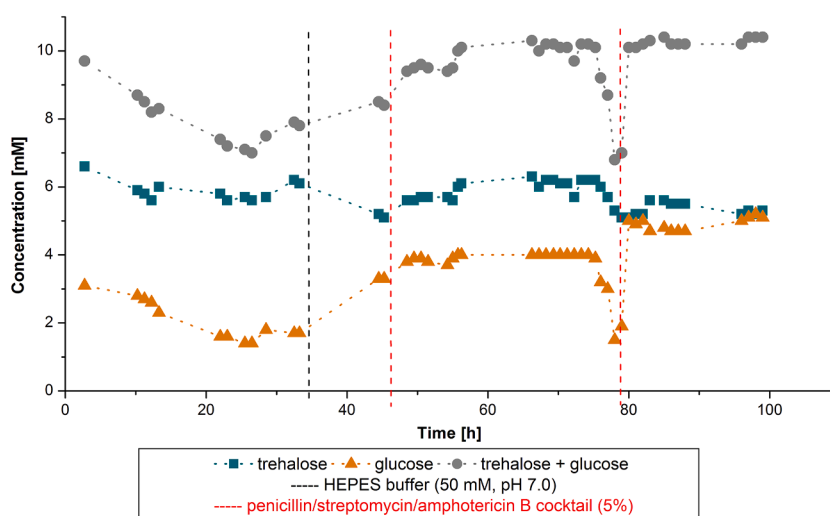 10
8
6
4
2
0
Concentration [mM]
0 20 40 60 80 100
Time [h]
trehalose glucose trehalose + glucose
HEPES buffer (50 mM, pH 7.0)
penicillin/streptomycin/amphotericin B cocktail (5%)